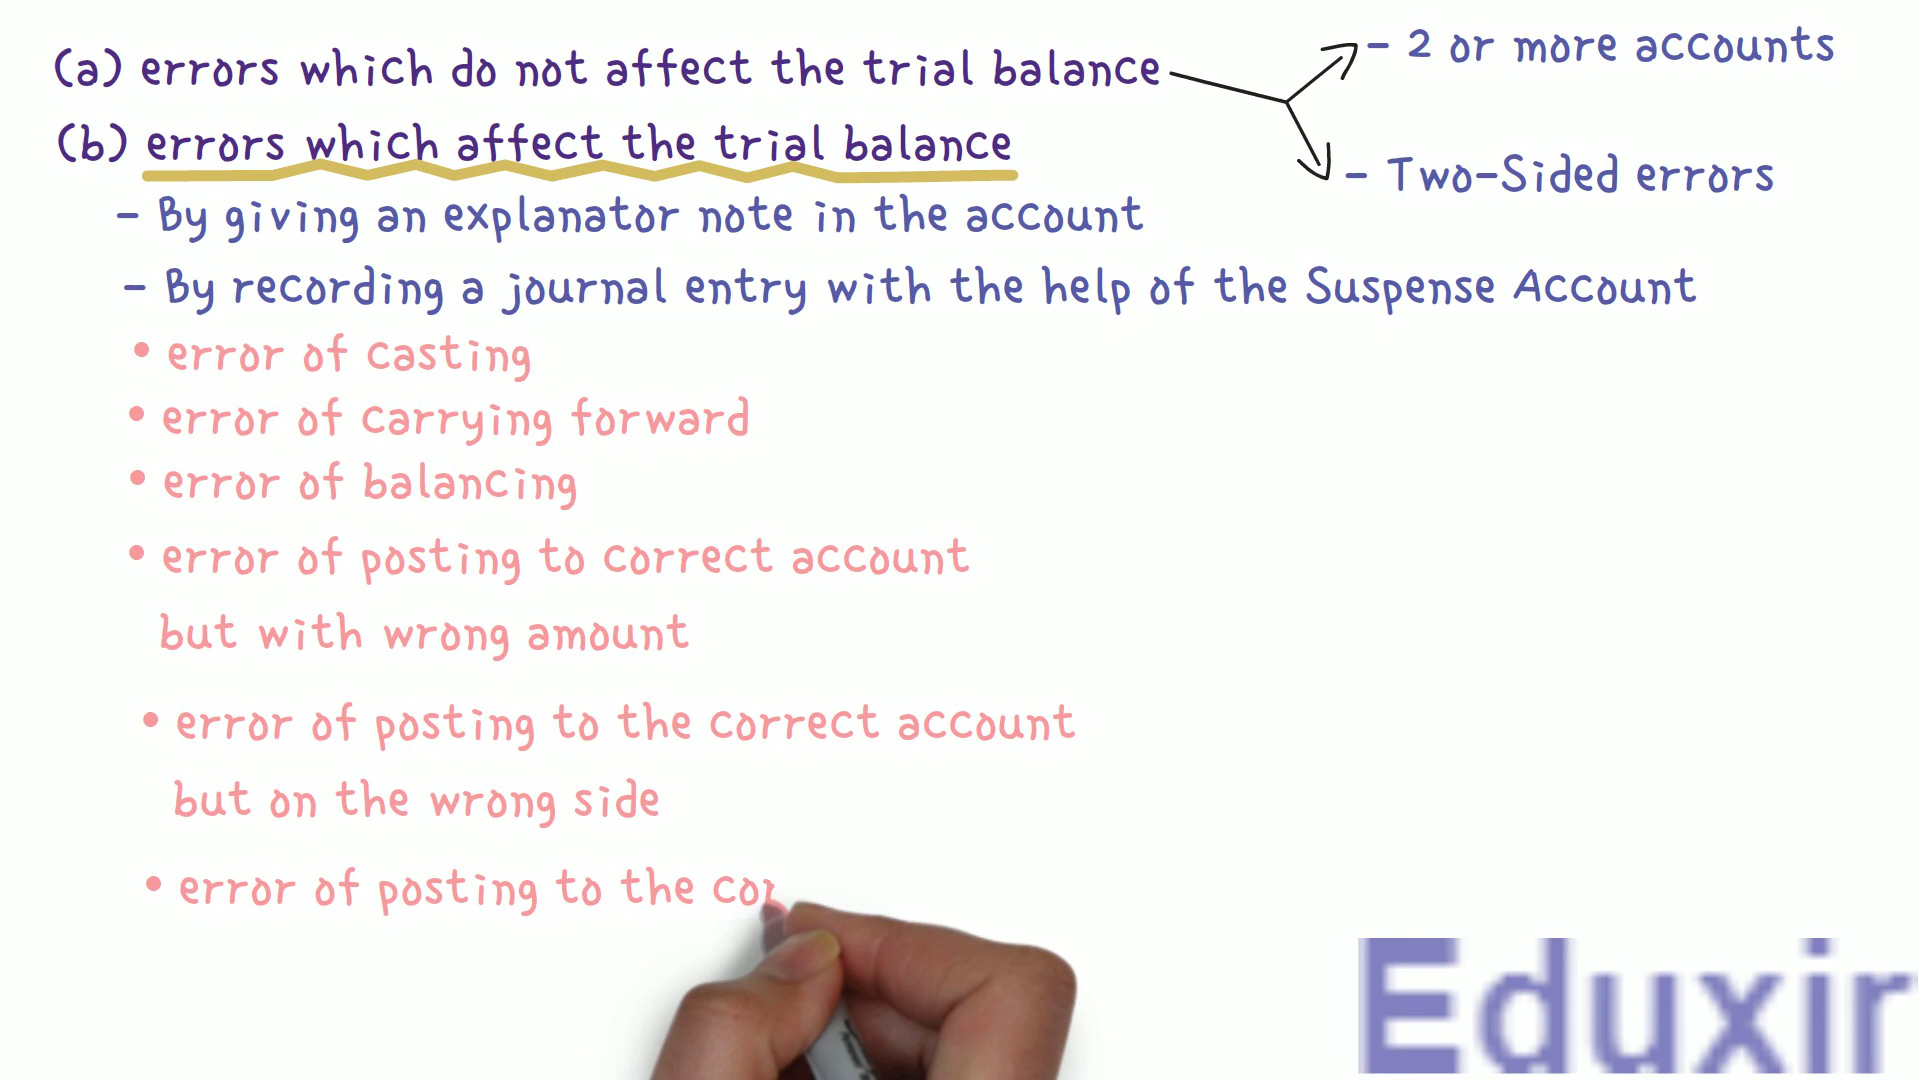 (a) errors which do not affect the trial balance
- 2 or more accounts
- Two-Sided errors
(b) errors which affect the trial balance
- By giving an explanator note in the account
- By recording a journal entry with the help of the Suspense Account
• error of casting
• error of carrying forward
• error of balancing
• error of posting to correct account
but with wrong amount
• error of posting to the correct account
but on the wrong side
• error of posting to the cor
Eduxir